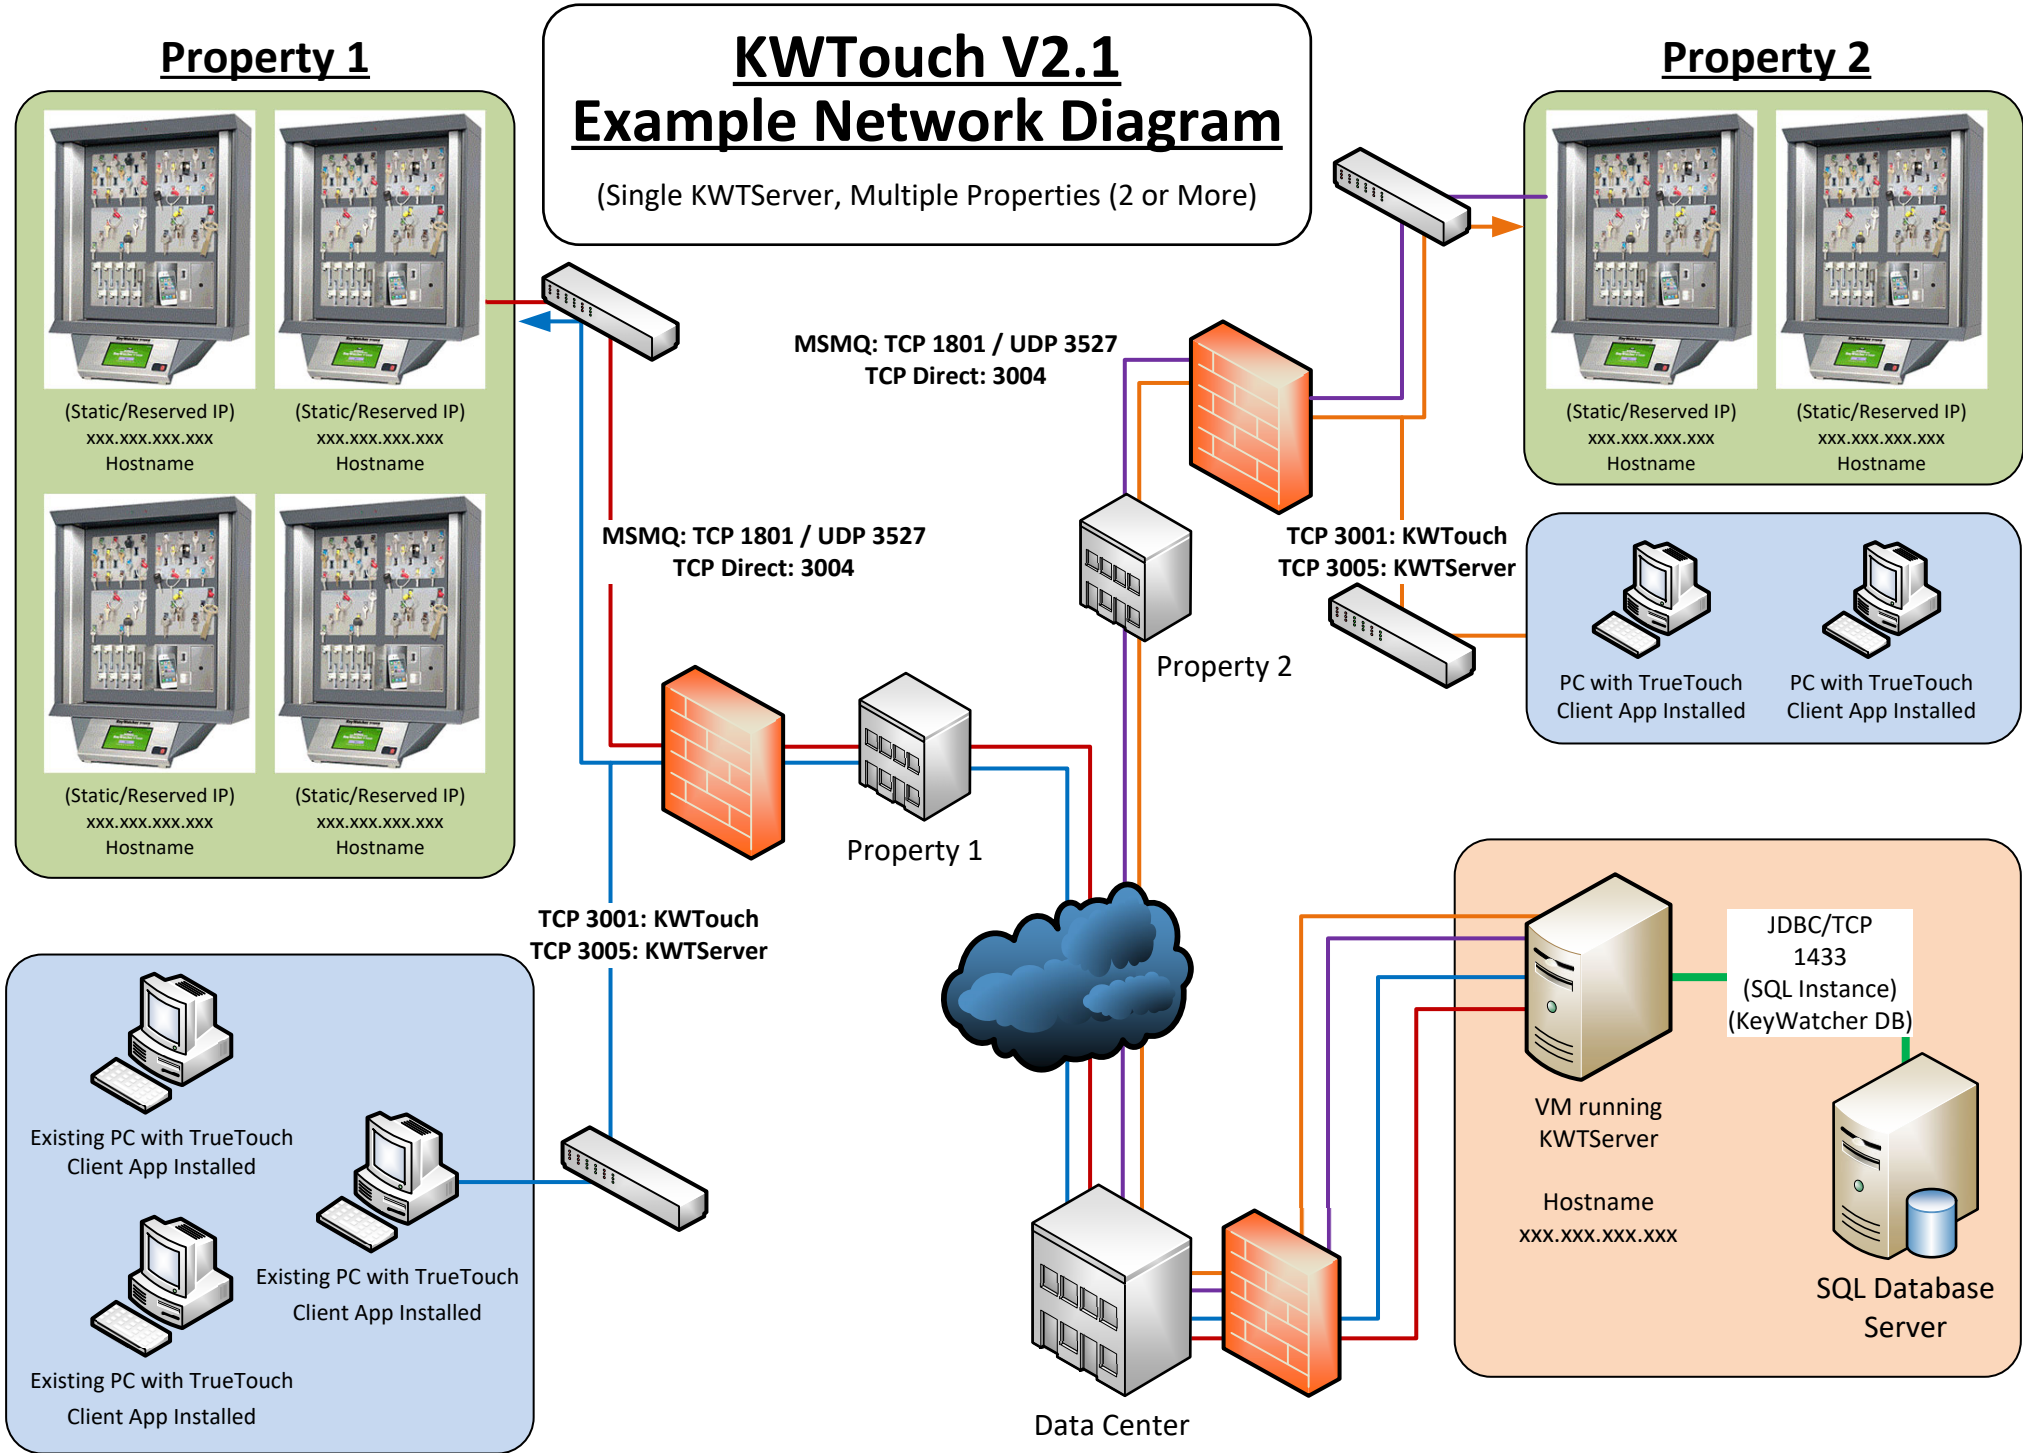 Property 1
KWTouch V2.1
Example Network Diagram
(Single KWTServer, Multiple Properties (2 or More)
Property 2
(Static/Reserved IP)
xxx.xxx.xxx.xxx
Hostname
(Static/Reserved IP)
xxx.xxx.xxx.xxx
Hostname
(Static/Reserved IP)
xxx.xxx.xxx.xxx
Hostname
(Static/Reserved IP)
xxx.xxx.xxx.xxx
Hostname
MSMQ: TCP 1801 / UDP 3527
TCP Direct: 3004
MSMQ: TCP 1801 / UDP 3527
TCP Direct: 3004
(Static/Reserved IP)
xxx.xxx.xxx.xxx
Hostname
(Static/Reserved IP)
xxx.xxx.xxx.xxx
Hostname
TCP 3001: KWTouch
TCP 3005: KWTServer
Property 2
PC with TrueTouch
Client App Installed
PC with TrueTouch
Client App Installed
Property 1
TCP 3001: KWTouch
TCP 3005: KWTServer
Existing PC with TrueTouch
Client App Installed
Existing PC with TrueTouch
Client App Installed
Existing PC with TrueTouch
Client App Installed
JDBC/TCP
1433
(SQL Instance)
(KeyWatcher DB)
VM running
KWTServer
Hostname
xxx.xxx.xxx.xxx
SQL Database
Server
Data Center